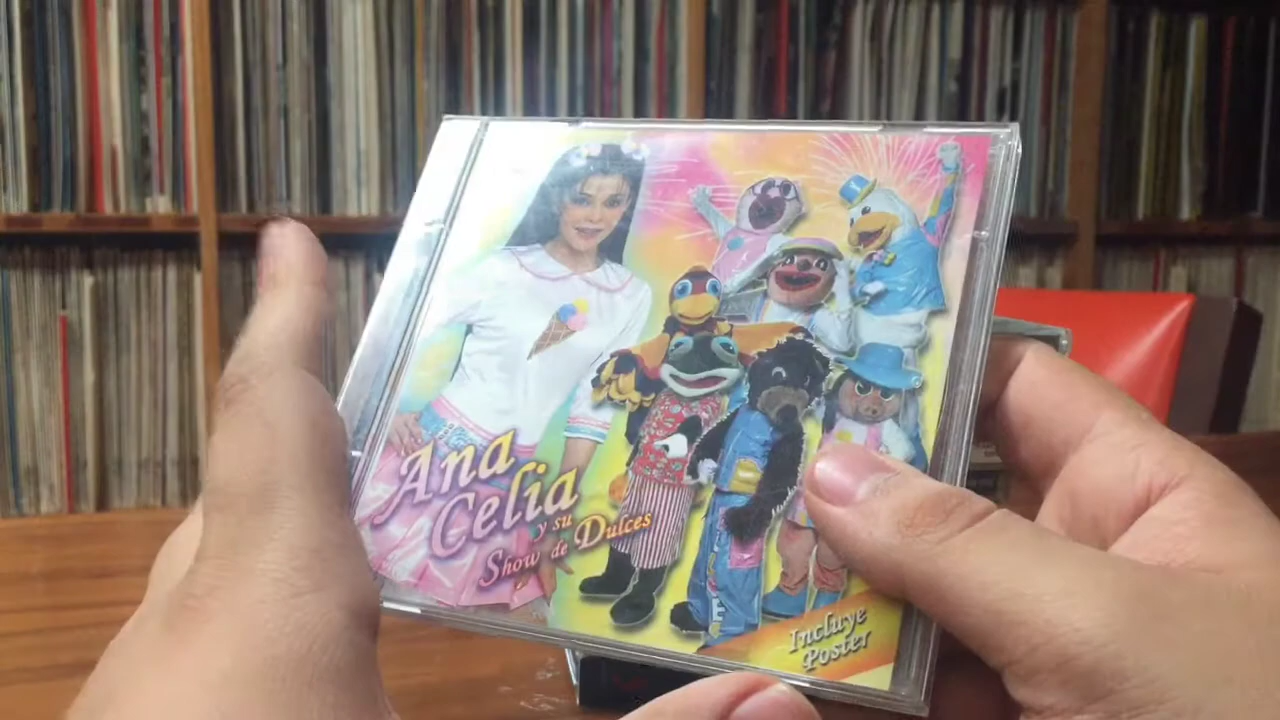 Ana
Celia
y su
Show de Dulces
Incluye
Poster